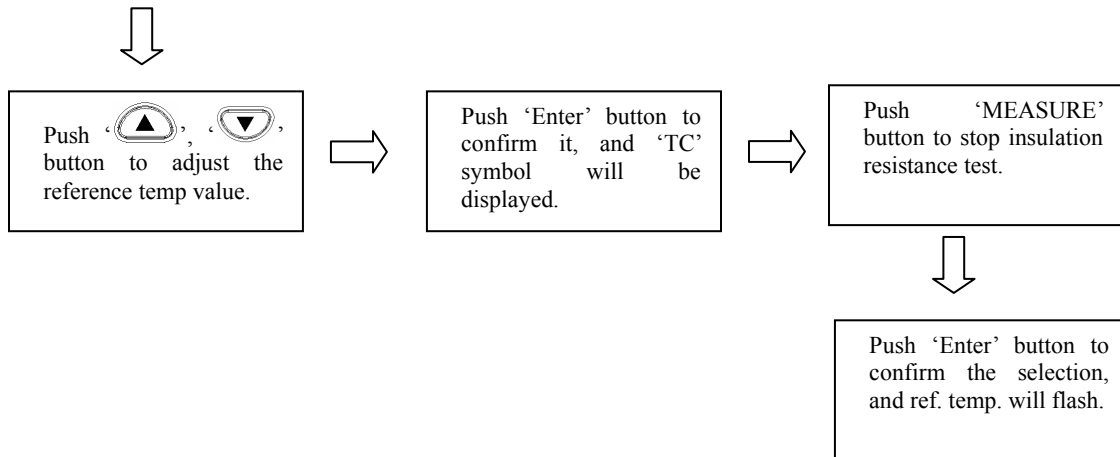 Push ‘▲’, ‘▼’
button to adjust the
reference temp value.
Push ‘Enter’ button to
confirm it, and ‘TC’
symbol will be
displayed.
Push ‘MEASURE’
button to stop insulation
resistance test.
Push ‘Enter’ button to
confirm the selection,
and ref. temp. will flash.